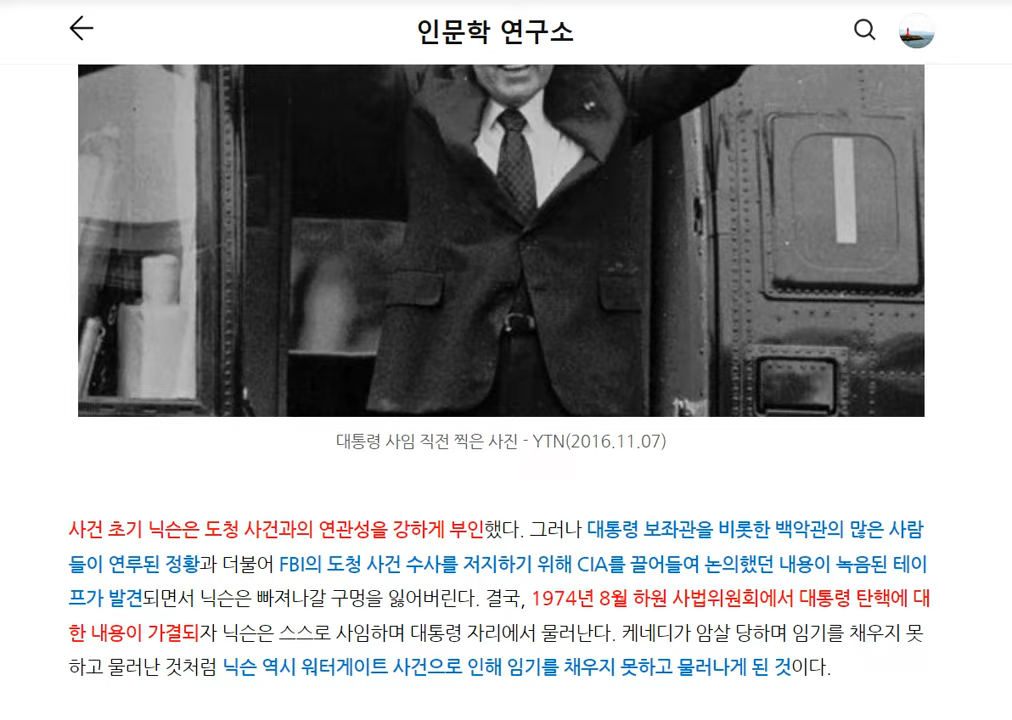 인문학 연구소
대통령 사임 직전 찍은 사진 - YTN(2016.11.07)
사건 초기 닉슨은 도청 사건과의 연관성을 강하게 부인했다. 그러나 대통령 보좌관을 비롯한 백악관의 많은 사람
들이 연루된 정황과 더불어 FBI의 도청 사건 수사를 저지하기 위해 CIA를 끌어들여 논의했던 내용이 녹음된 테이
프가 발견되면서 닉슨은 빠져나갈 구멍을 잃어버린다. 결국, 1974년 8월 하원 사법위원회에서 대통령 탄핵에 대
한 내용이 가결되자 닉슨은 스스로 사임하며 대통령 자리에서 물러난다. 케네디가 암살 당하며 임기를 채우지 못
하고 물러난 것처럼 닉슨 역시 워터게이트 사건으로 인해 임기를 채우지 못하고 물러나게 된 것이다.